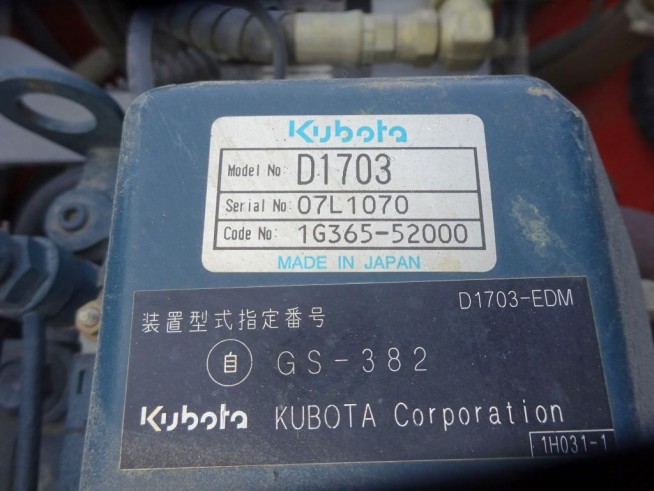 Kubota
Model No: D1703
Serial No: 07L1070
Code No: 1G365-52000
MADE IN JAPAN
D1703-EDM
装置型式指定番号
自 GS-382
Kubota KUBOTA Corporation
1H031-1